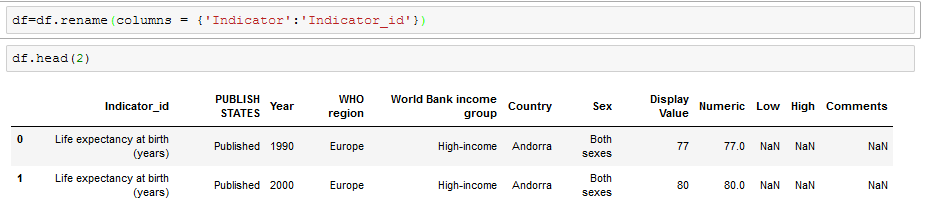 df=df.rename(columns = {'Indicator':'Indicator_id'})
df.head(2)
Indicator_id PUBLISH STATES Year WHO region World Bank income group Country Sex Display Value Numeric Low High Comments
0 Life expectancy at birth (years) Published 1990 Europe High-income Andorra Both sexes 77 77.0 NaN NaN NaN
1 Life expectancy at birth (years) Published 2000 Europe High-income Andorra Both sexes 80 80.0 NaN NaN NaN